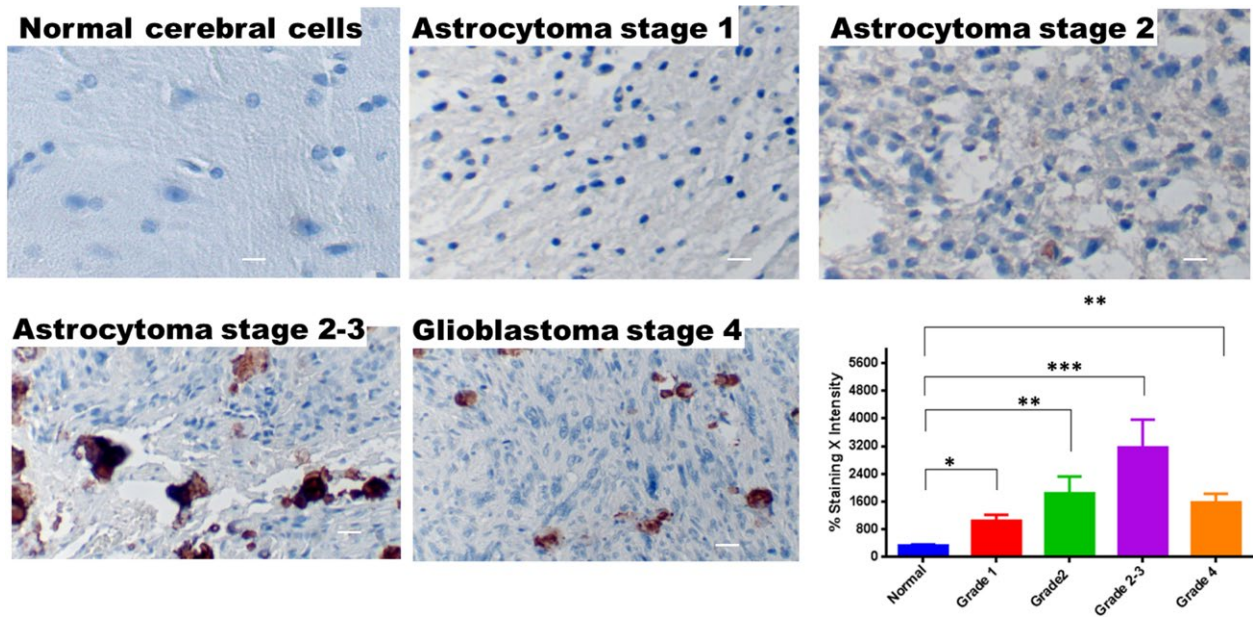 Normal cerebral cells
Astrocytoma stage 1
Astrocytoma stage 2
Astrocytoma stage 2-3
Glioblastoma stage 4
**
***
**
*
% Staining X Intensity
5600
4800
4000
3200
2400
1600
800
0
Normal
Grade 1
Grade2
Grade 2-3
Grade 4